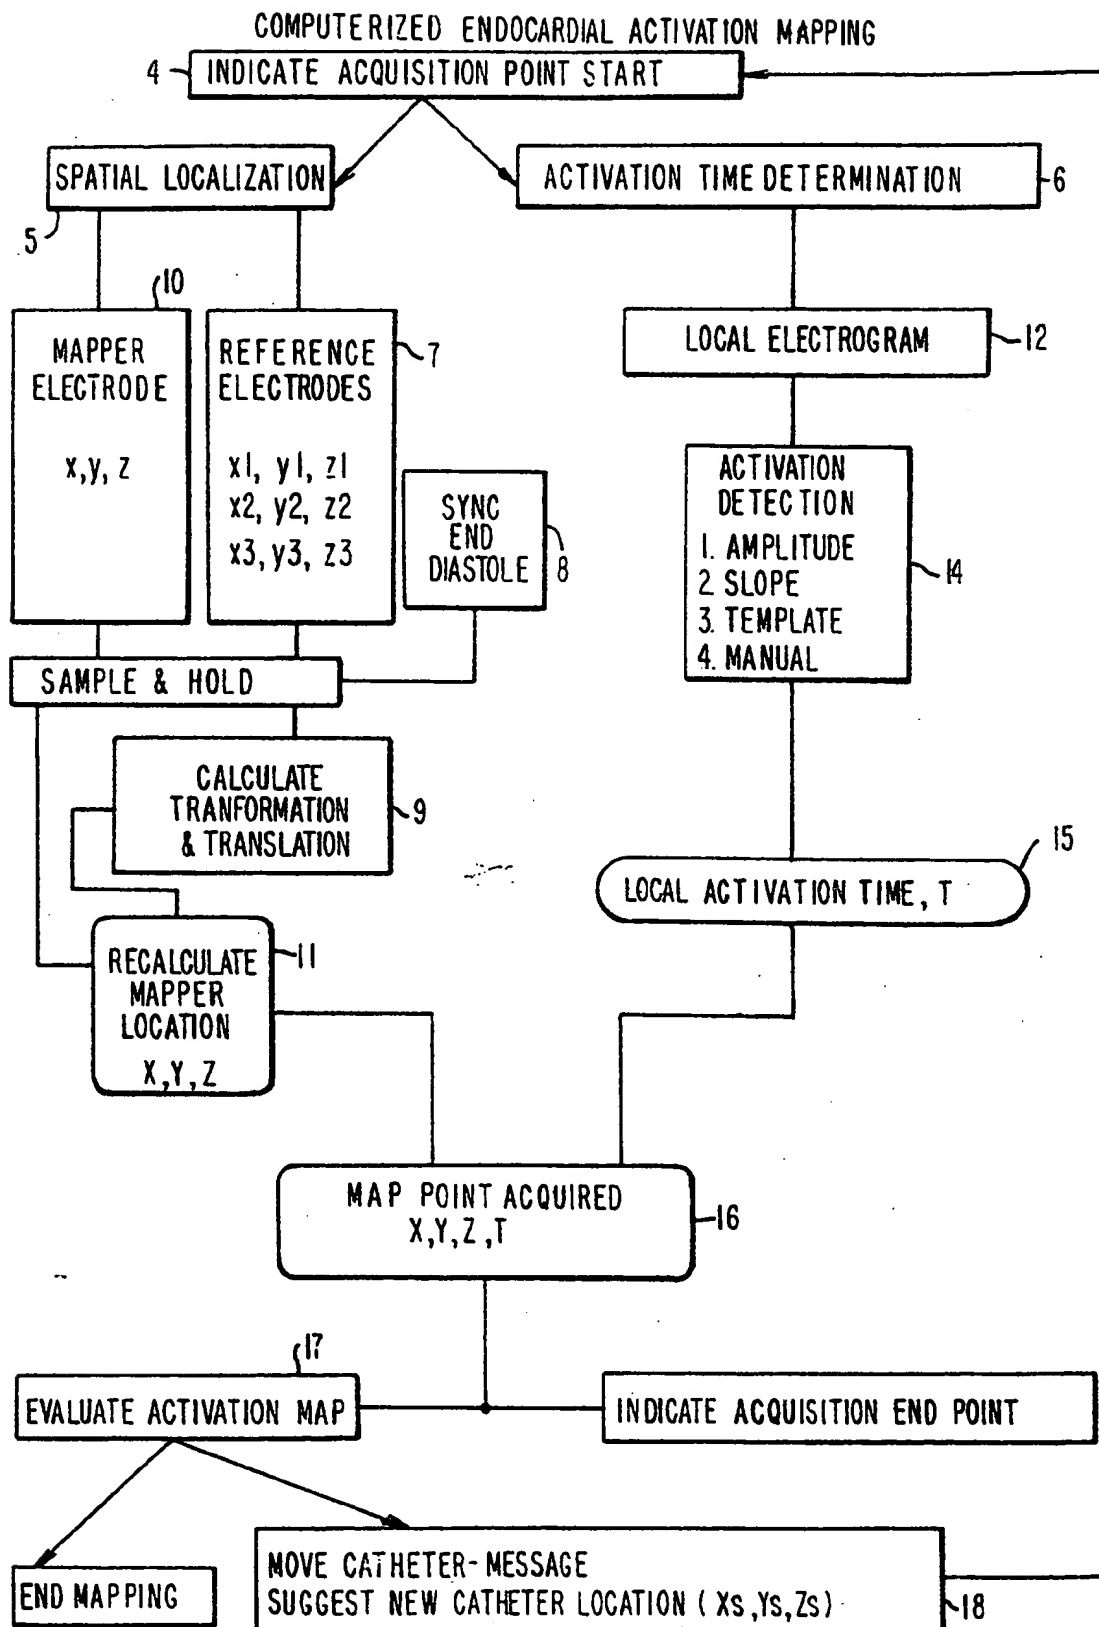 COMPUTERIZED ENDOCARDIAL ACTIVATION MAPPING
4
INDICATE ACQUISITION POINT START
SPATIAL LOCALIZATION
5
ACTIVATION TIME DETERMINATION
6
10
MAPPER
ELECTRODE
x,y,z
REFERENCE
ELECTRODES
7
x1, y1, z1
x2, y2, z2
x3, y3, z3
SYNC
END
DIASTOLE
8
LOCAL ELECTROGRAM
12
ACTIVATION
DETECTION
1. AMPLITUDE
2. SLOPE
3. TEMPLATE
4. MANUAL
14
SAMPLE & HOLD
CALCULATE
TRANFORMATION
& TRANSLATION
9
LOCAL ACTIVATION TIME, T
15
RECALCULATE
MAPPER
LOCATION
X,Y,Z
11
MAP POINT ACQUIRED
X,Y,Z,T
16
17
EVALUATE ACTIVATION MAP
INDICATE ACQUISITION END POINT
END MAPPING
MOVE CATHETER-MESSAGE
SUGGEST NEW CATHETER LOCATION (Xs,Ys,Zs)
18